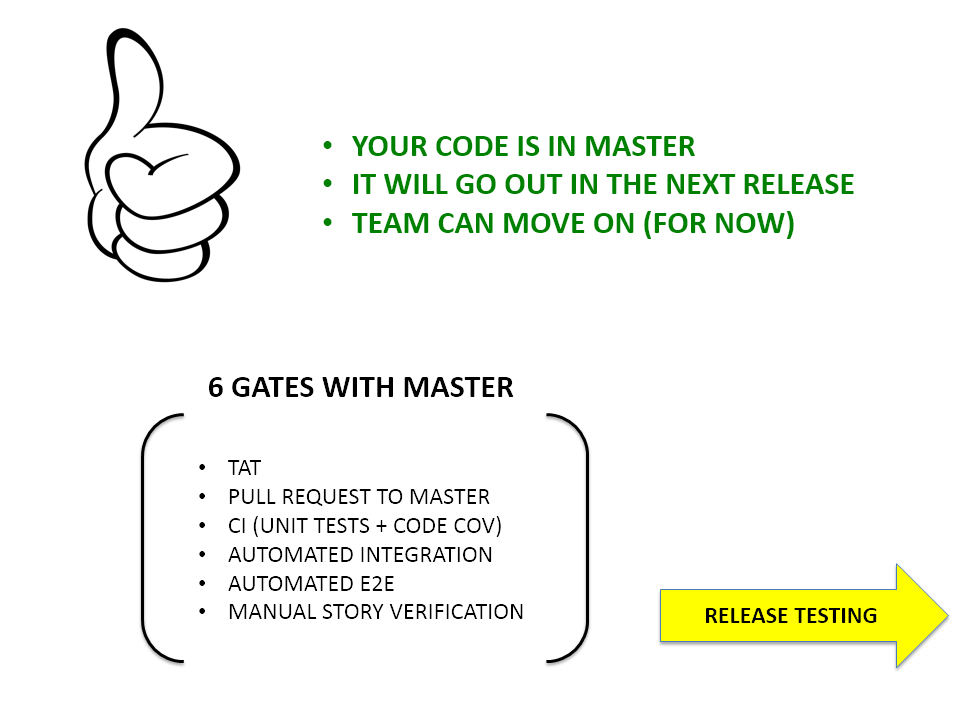 • YOUR CODE IS IN MASTER
• IT WILL GO OUT IN THE NEXT RELEASE
• TEAM CAN MOVE ON (FOR NOW)
6 GATES WITH MASTER
• TAT
• PULL REQUEST TO MASTER
• CI (UNIT TESTS + CODE COV)
• AUTOMATED INTEGRATION
• AUTOMATED E2E
• MANUAL STORY VERIFICATION
RELEASE TESTING